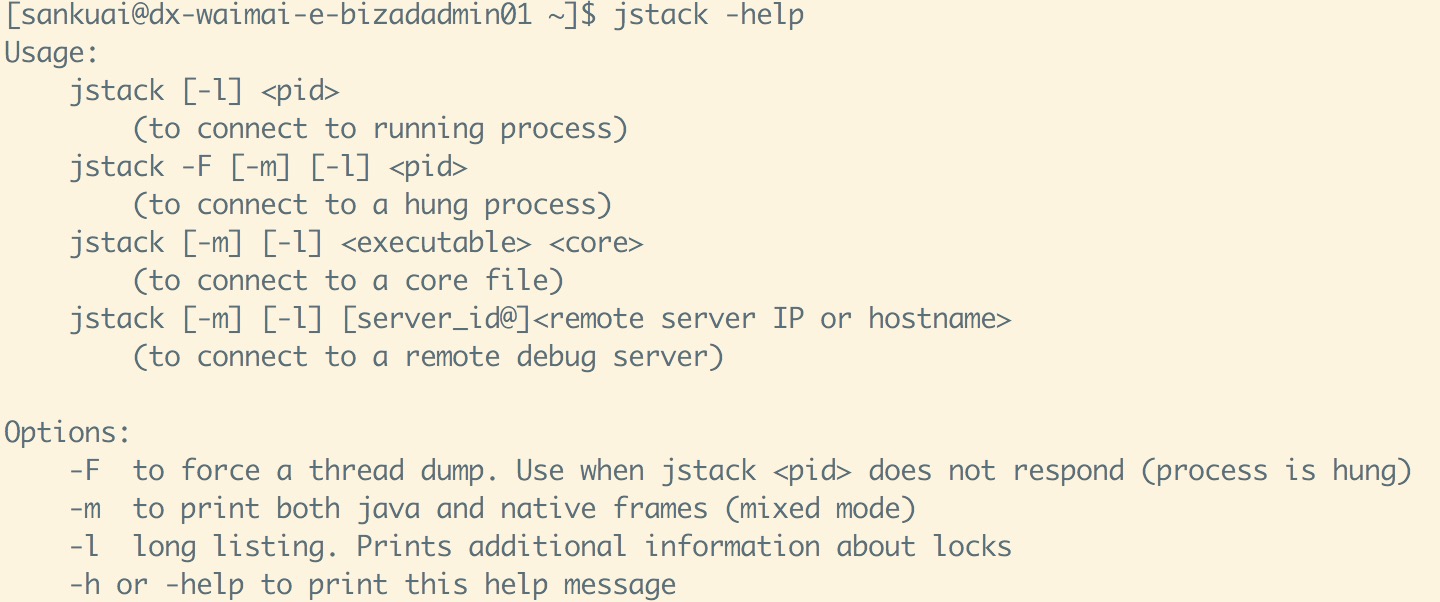 [sankuai@dx-waimai-e-bizadadmin01 ~]$ jstack -help
Usage:
    jstack [-l] <pid>
        (to connect to running process)
    jstack -F [-m] [-l] <pid>
        (to connect to a hung process)
    jstack [-m] [-l] <executable> <core>
        (to connect to a core file)
    jstack [-m] [-l] [server_id@]<remote server IP or hostname>
        (to connect to a remote debug server)

Options:
    -F  to force a thread dump. Use when jstack <pid> does not respond (process is hung)
    -m  to print both java and native frames (mixed mode)
    -l  long listing. Prints additional information about locks
    -h or -help to print this help message